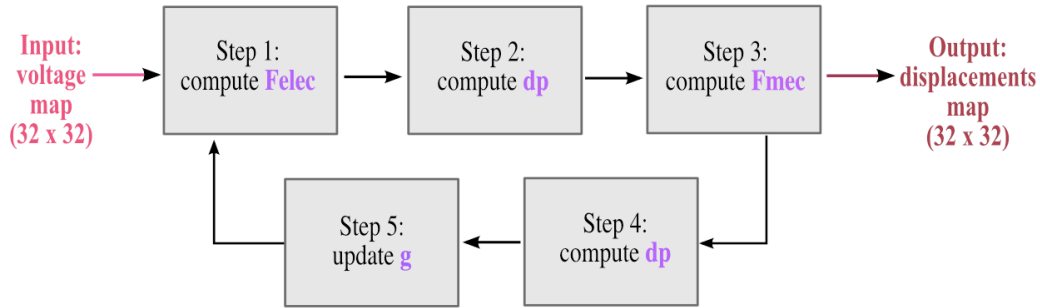 Input:
voltage
map
(32 x 32)
Step 1:
compute Felec
Step 2:
compute dp
Step 3:
compute Fmec
Output:
displacements
map
(32 x 32)
Step 5:
update g
Step 4:
compute dp